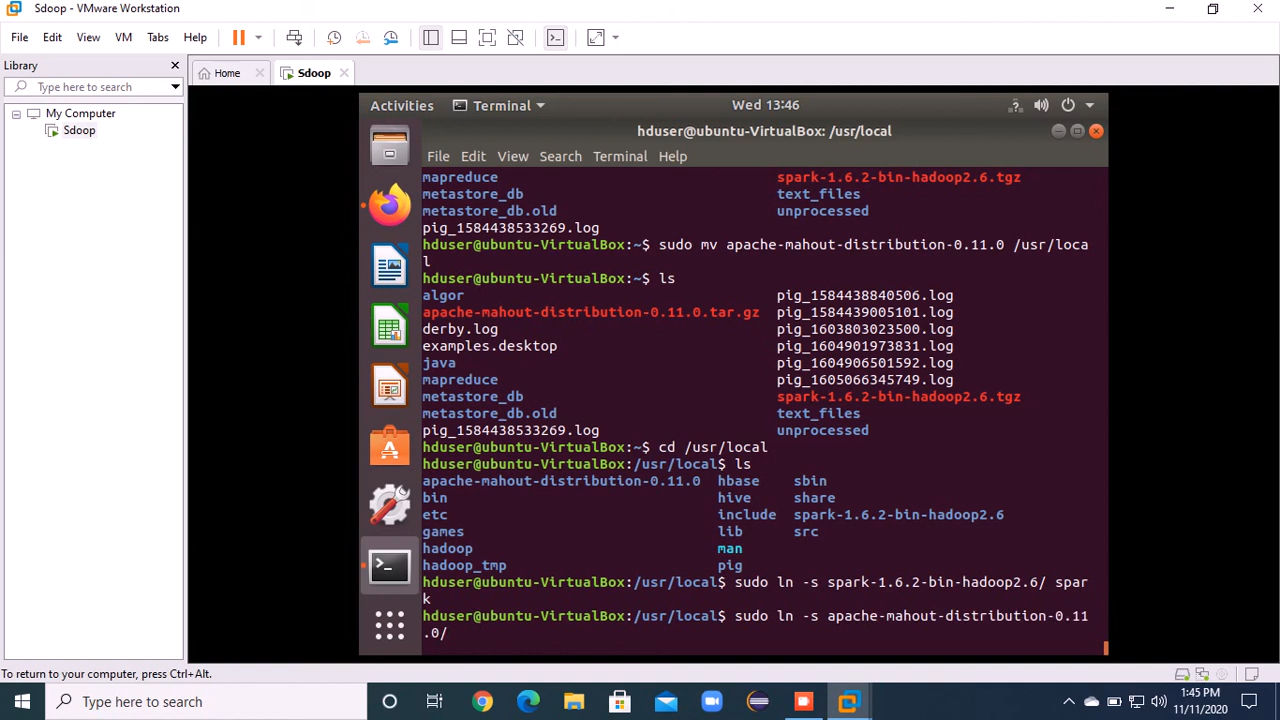 Sdoop - VMware Workstation
File Edit View VM Tabs Help
Library
Type here to search
My Computer
Sdoop
Home
Sdoop
Activities Terminal Wed 13:46
hduser@ubuntu-VirtualBox: /usr/local
File Edit View Search Terminal Help
mapreduce spark-1.6.2-bin-hadoop2.6.tgz
metastore_db text_files
metastore_db.old unprocessed
pig_1584438533269.log
hduser@ubuntu-VirtualBox:~$ sudo mv apache-mahout-distribution-0.11.0 /usr/loca
l
hduser@ubuntu-VirtualBox:~$ ls
algor pig_1584438840506.log
apache-mahout-distribution-0.11.0.tar.gz pig_1584439005101.log
derby.log pig_1603803023500.log
examples.desktop pig_1604901973831.log
java pig_1604906501592.log
mapreduce pig_1605066345749.log
metastore_db spark-1.6.2-bin-hadoop2.6.tgz
metastore_db.old text_files
pig_1584438533269.log unprocessed
hduser@ubuntu-VirtualBox:~$ cd /usr/local
hduser@ubuntu-VirtualBox:/usr/local$ ls
apache-mahout-distribution-0.11.0 hbase sbin
bin hive share
etc include spark-1.6.2-bin-hadoop2.6
games lib src
hadoop man
hadoop_tmp pig
hduser@ubuntu-VirtualBox:/usr/local$ sudo ln -s spark-1.6.2-bin-hadoop2.6/ spar
k
hduser@ubuntu-VirtualBox:/usr/local$ sudo ln -s apache-mahout-distribution-0.11
.0/
To return to your computer, press Ctrl+Alt.
Type here to search
1:45 PM
11/11/2020